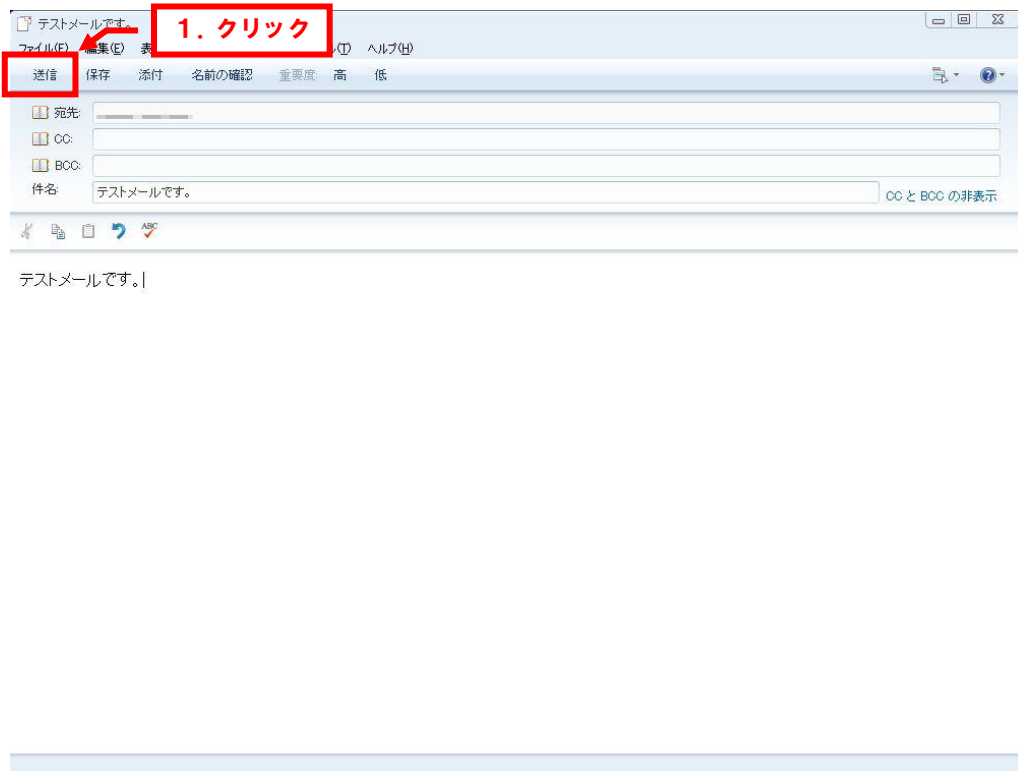 テストメールです。
1. クリック
ファイル(F) 編集(E) 表 (T) ヘルプ(H)
送信 保存 添付 名前の確認 重要度 高 低
宛先:
CC:
BCC:
件名: テストメールです。 CC と BCC の非表示
ABC
テストメールです。